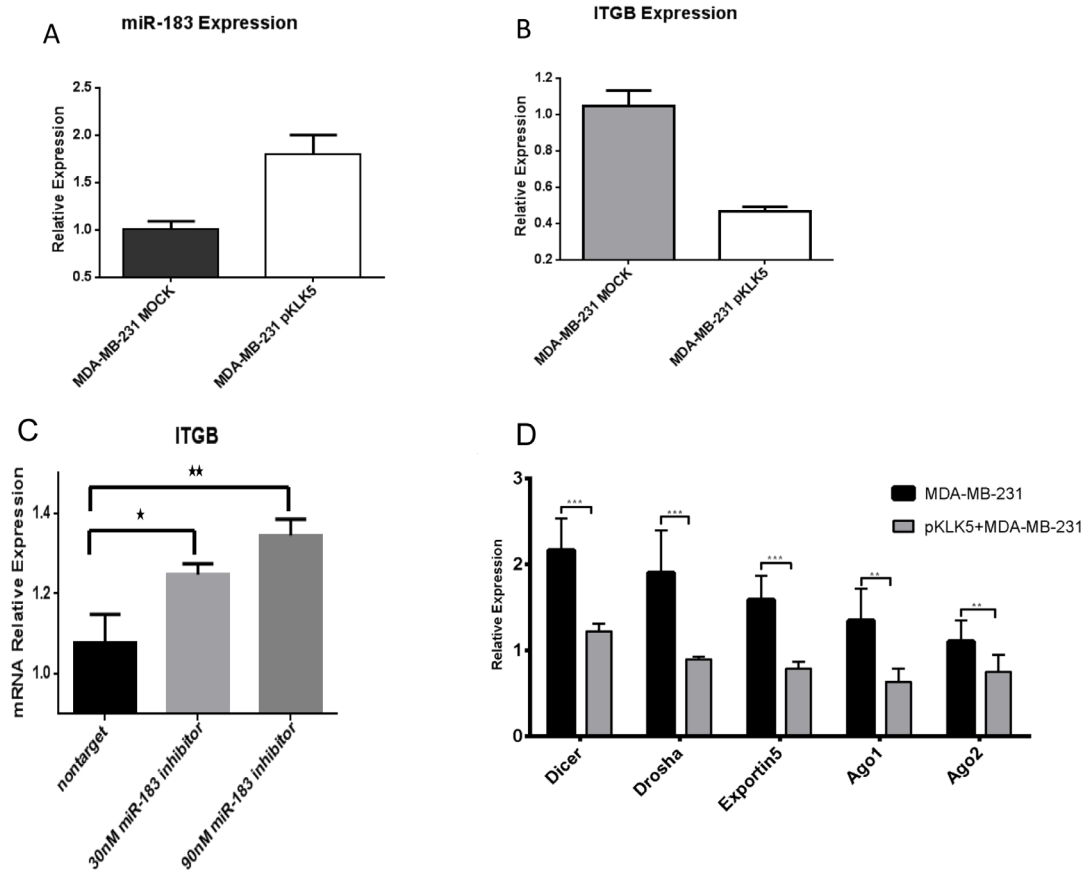 A
miR-183 Expression
Relative Expression
2.5
2.0
1.5
1.0
0.5
MDA-MB-231 MOCK
MDA-MB-231 pKLK5
B
ITGB Expression
Relative Expression
1.2
1.0
0.8
0.6
0.4
0.2
MDA-MB-231 MOCK
MDA-MB-231 pKLK5
C
ITGB
mRNA Relative Expression
1.4
1.2
1.0
★
★★
nontarget
30nM miR-183 inhibitor
90nM miR-183 inhibitor
D
Relative Expression
3
2
1
0
***
***
***
**
**
MDA-MB-231
pKLK5+MDA-MB-231
Dicer
Drosha
Exportin5
Ago1
Ago2